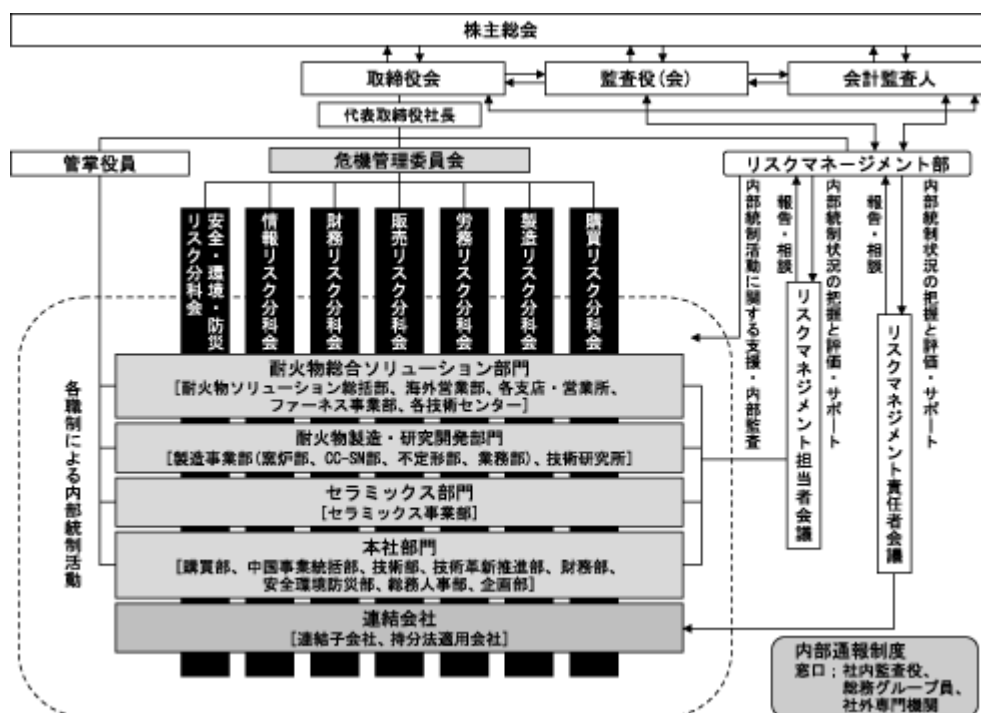 株主総会
取締役会
監査役(会)
会計監査人
代表取締役社長
管掌役員
危機管理委員会
リスクマネージメント部
安全・環境・防災
リスク分科会
情報リスク分科会
財務リスク分科会
販売リスク分科会
労務リスク分科会
製造リスク分科会
購買リスク分科会
内部統制活動に関する支援・内部監査
報告・相談
内部統制状況の把握と評価・サポート
報告・相談
内部統制状況の把握と評価・サポート
リスクマネジメント担当者会議
リスクマネジメント責任者会議
各職制による内部統制活動
耐火物総合ソリューション部門
[耐火物ソリューション総括部、海外営業部、各支店・営業所、
ファーネス事業部、各技術センター]
耐火物製造・研究開発部門
[製造事業部(窯炉部、CC-SN部、不定形部、業務部)、技術研究所]
セラミックス部門
[セラミックス事業部]
本社部門
[購買部、中国事業統括部、技術部、技術革新推進部、財務部、
安全環境防災部、総務人事部、企画部]
連結会社
[連結子会社、持分法適用会社]
内部通報制度
窓口；社内監査役、
総務グループ員、
社外専門機関